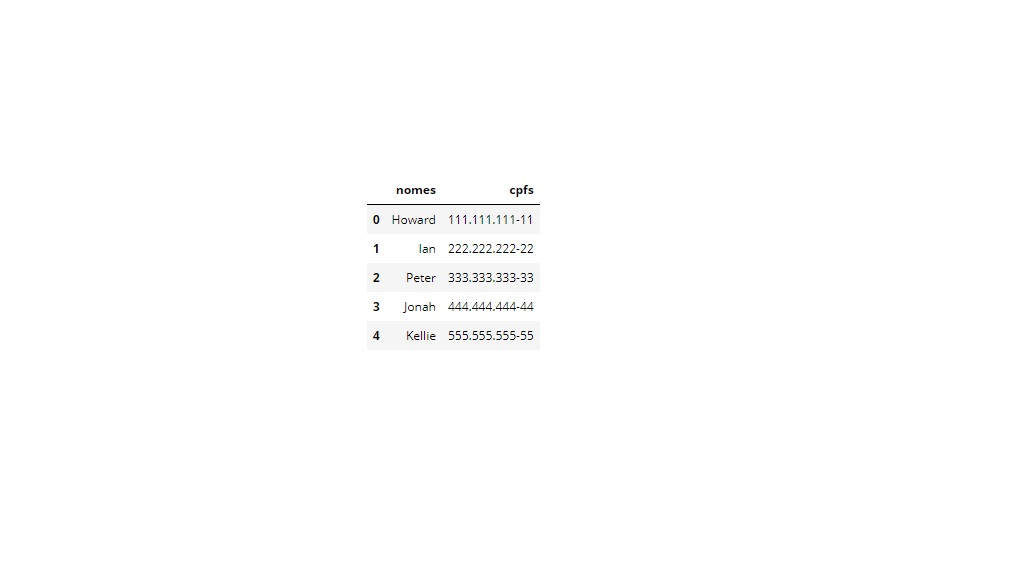 nomes cpfs
0 Howard 111.111.111-11
1 Ian 222.222.222-22
2 Peter 333.333.333-33
3 Jonah 444.444.444-44
4 Kellie 555.555.555-55